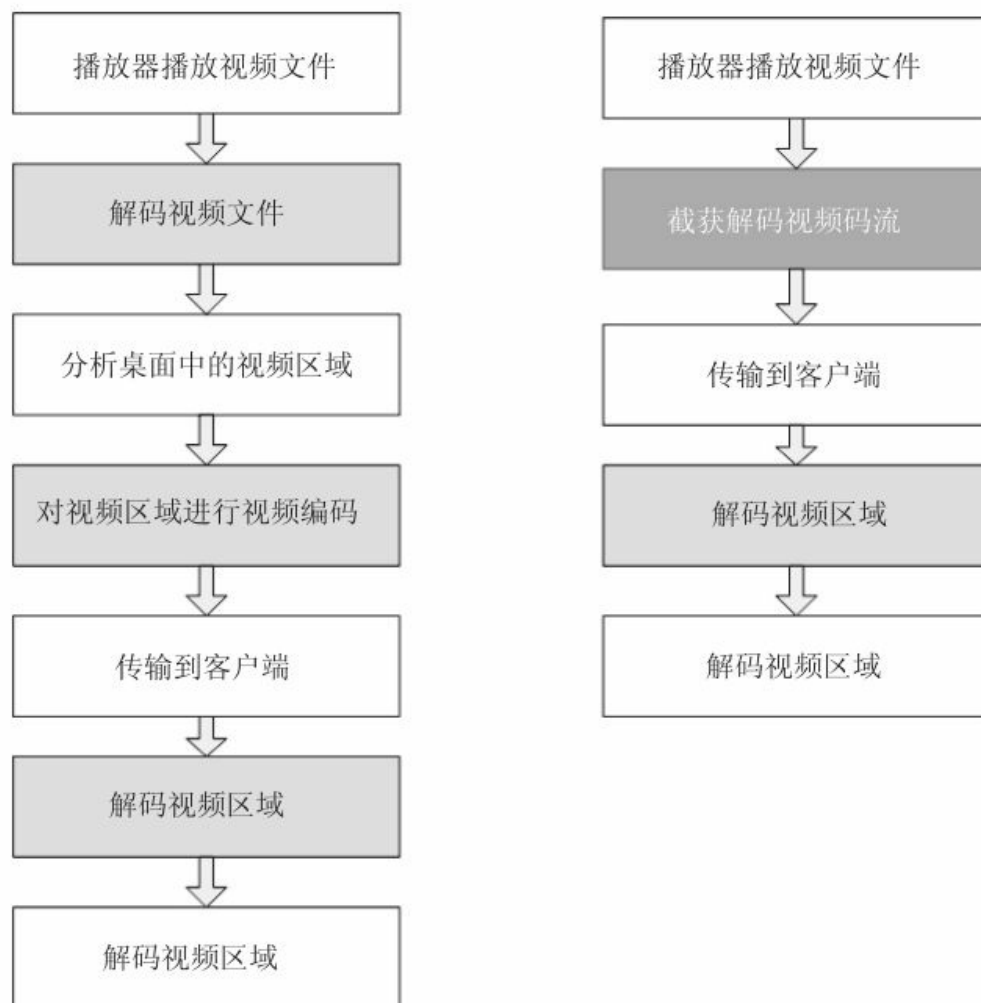 播放器播放视频文件
解码视频文件
分析桌面中的视频区域
对视频区域进行视频编码
传输到客户端
解码视频区域
解码视频区域
播放器播放视频文件
截获解码视频码流
传输到客户端
解码视频区域
解码视频区域